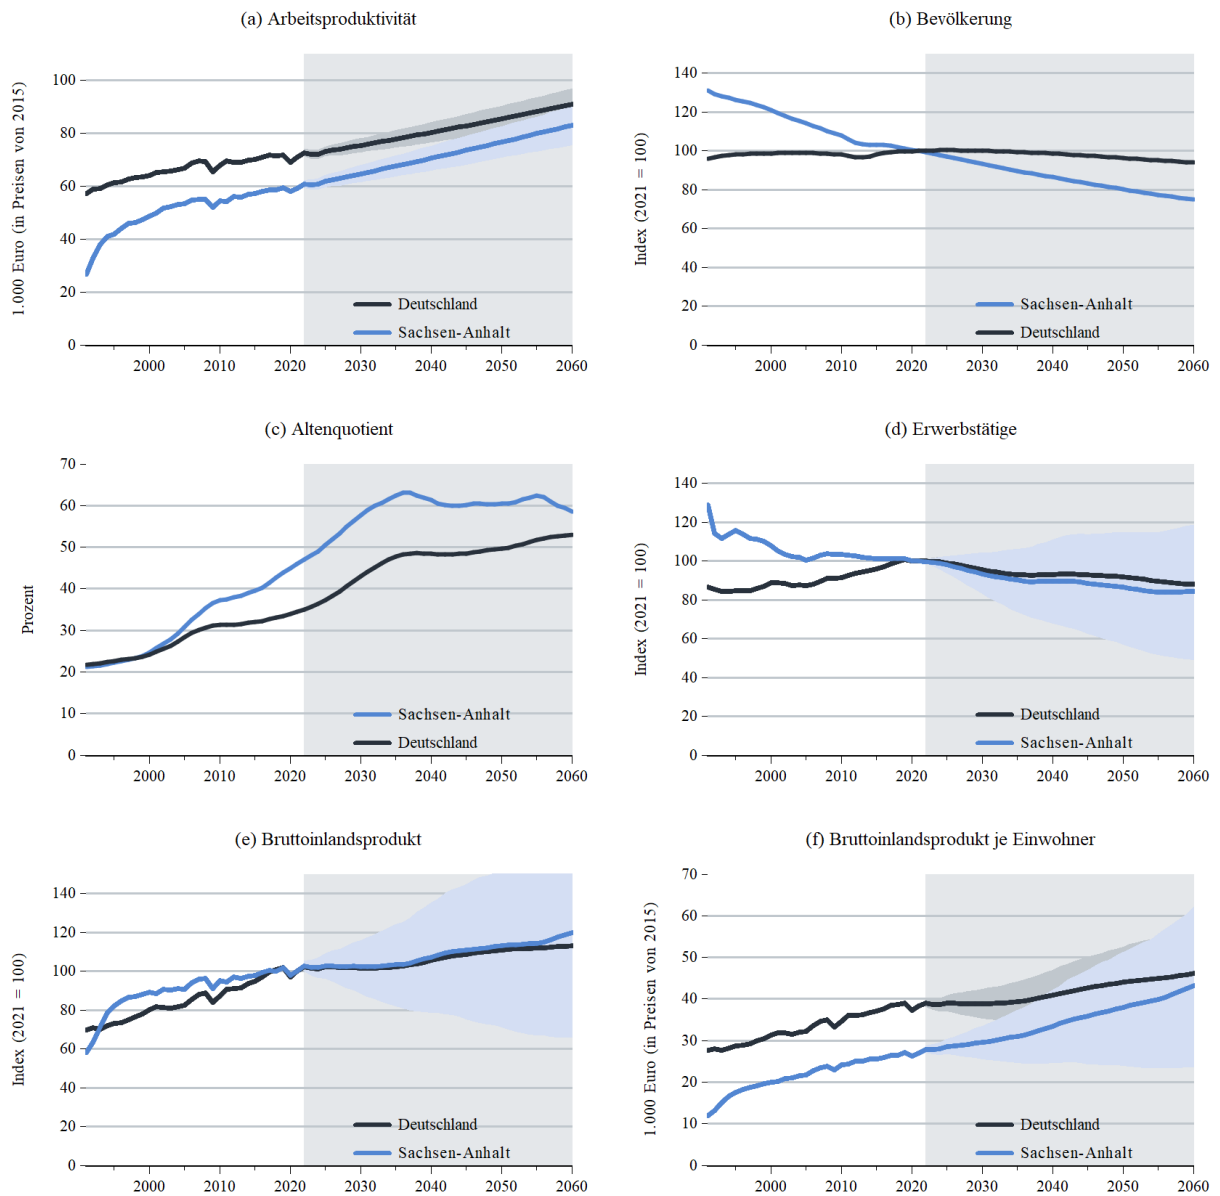 (a) Arbeitsproduktivität
1.000 Euro (in Preisen von 2015)
100
80
60
40
20
0
Deutschland
Sachsen-Anhalt
2000 2010 2020 2030 2040 2050 2060
(b) Bevölkerung
Index (2021 = 100)
140
120
100
80
60
40
20
0
Sachsen-Anhalt
Deutschland
2000 2010 2020 2030 2040 2050 2060
(c) Altenquotient
Prozent
70
60
50
40
30
20
10
0
Sachsen-Anhalt
Deutschland
2000 2010 2020 2030 2040 2050 2060
(d) Erwerbstätige
Index (2021 = 100)
140
120
100
80
60
40
20
0
Deutschland
Sachsen-Anhalt
2000 2010 2020 2030 2040 2050 2060
(e) Bruttoinlandsprodukt
Index (2021 = 100)
140
120
100
80
60
40
20
0
Deutschland
Sachsen-Anhalt
2000 2010 2020 2030 2040 2050 2060
(f) Bruttoinlandsprodukt je Einwohner
1.000 Euro (in Preisen von 2015)
70
60
50
40
30
20
10
0
Deutschland
Sachsen-Anhalt
2000 2010 2020 2030 2040 2050 2060